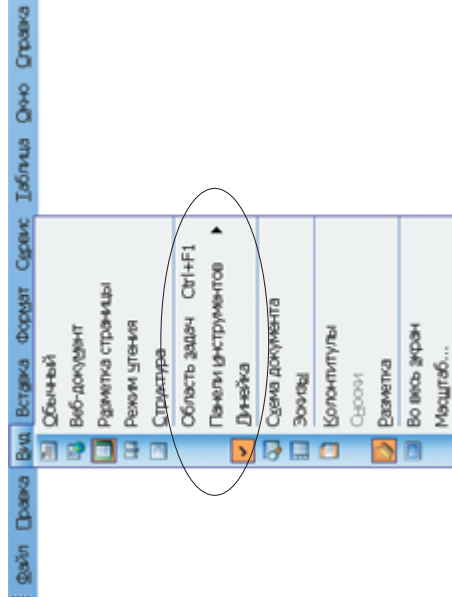 Файл Правка Вид Вставка Формат Сервис Таблица Окно Справка
Обычный
Веб-документ
Разметка страницы
Режим чтения
Структура
Область задач Ctrl+F1
Панели инструментов
Линейка
Схема документа
Эскизы
Колонтитулы
Сноски
Разметка
Во весь экран
Масштаб...